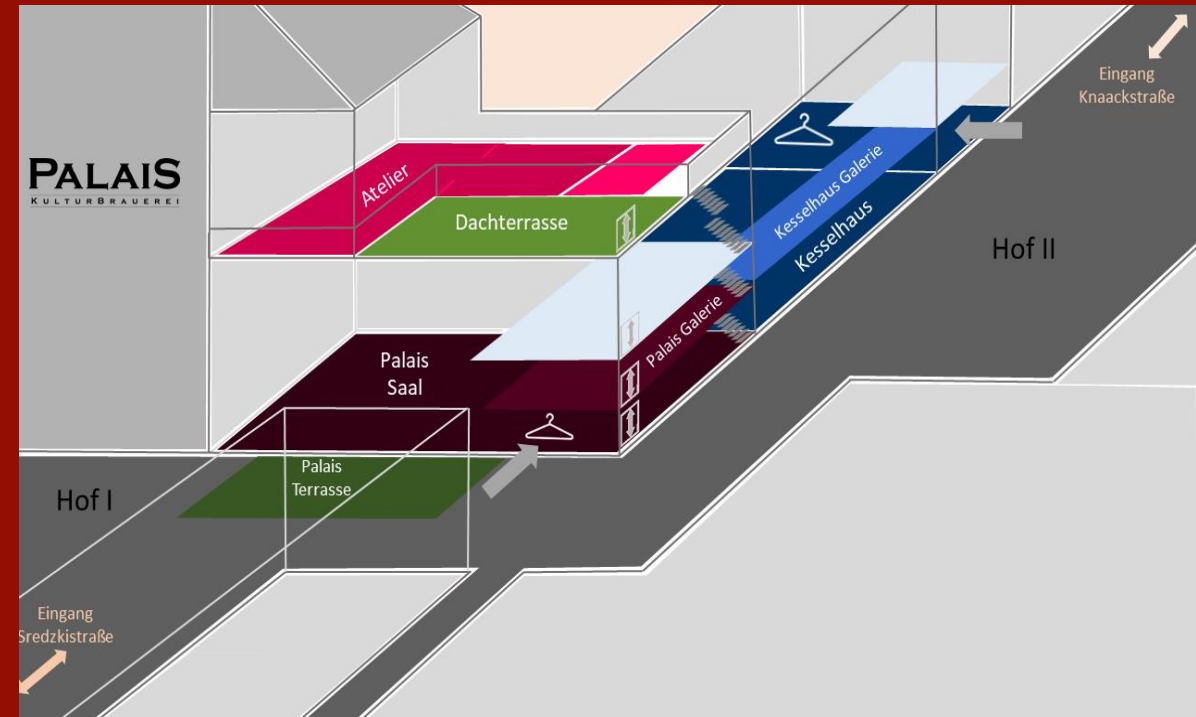 PALAIS
KULTURBRAUEREI
Eingang
Knaackstraße
Atelier
Dachterrasse
Kesselhaus Galerie
Kesselhaus
Hof II
Palais Galerie
Palais
Saal
Palais
Terrasse
Hof I
Eingang
Sredzkistraße